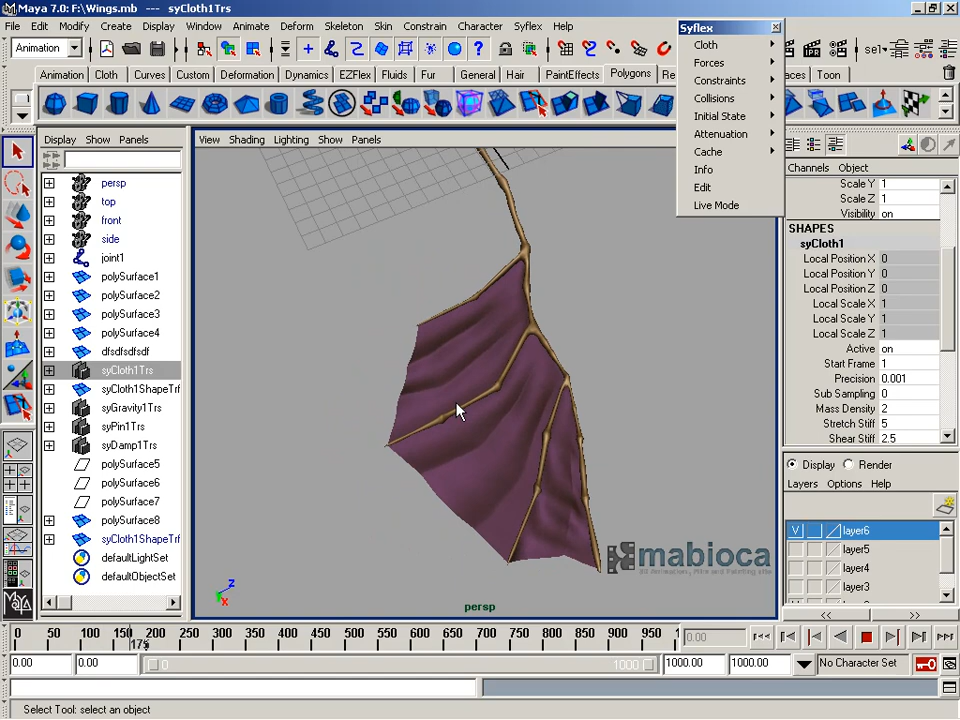 Maya 7.0: F:\Wings.mb --- syCloth1Trs
File Edit Modify Create Display Window Animate Deform Skeleton Skin Constrain Character Syflex Help
Syflex
Cloth
Forces
Constraints
Collisions
Initial State
Attenuation
Cache
Info
Edit
Live Mode
Animation
sel
Animation Cloth Curves Custom Deformation Dynamics EZFlex Fluids Fur General Hair PaintEffects Polygons Re
aces Toon
Display Show Panels
View Shading Lighting Show Panels
Channels Object
persp
top
front
side
joint1
polySurface1
polySurface2
polySurface3
polySurface4
dfsdfsdfsdf
syCloth1Trs
syCloth1ShapeTrf
syGravity1Trs
syPin1Trs
syDamp1Trs
polySurface5
polySurface6
polySurface7
polySurface8
syCloth1ShapeTrf
defaultLightSet
defaultObjectSet
Scale Y 1
Scale Z 1
Visibility on
SHAPES
syCloth1
Local Position X 0
Local Position Y 0
Local Position Z 0
Local Scale X 1
Local Scale Y 1
Local Scale Z 1
Active on
Start Frame 1
Precision 0.001
Sub Sampling 0
Mass Density 2
Stretch Stiff 5
Shear Stiff 2.5
Display Render
Layers Options Help
V layer6
layer5
layer4
layer3
mabioca
z
x
persp
MAYA
0 50 100 150 200 250 300 350 400 450 500 550 600 650 700 750 800 850 900 950
175
0.00
0.00 0.00 0 1000 1000.00 1000.00 No Character Set
Select Tool: select an object